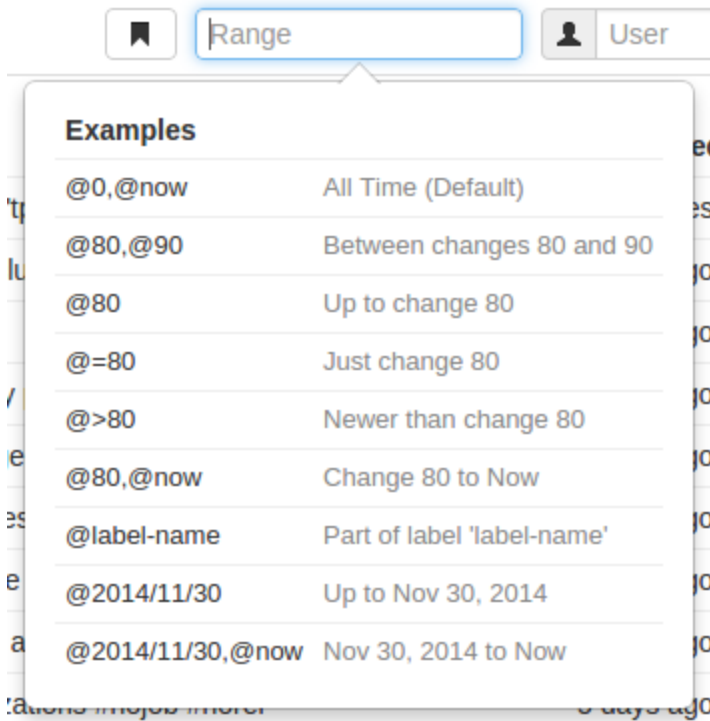 Range
User
Examples
@0,@now All Time (Default)
@80,@90 Between changes 80 and 90
@80 Up to change 80
@=80 Just change 80
@>80 Newer than change 80
@80,@now Change 80 to Now
@label-name Part of label 'label-name'
@2014/11/30 Up to Nov 30, 2014
@2014/11/30,@now Nov 30, 2014 to Now
days ago